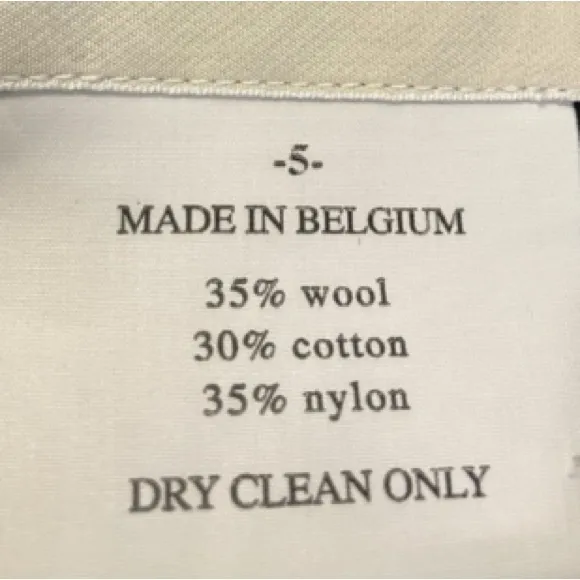 -5-
MADE IN BELGIUM
35% wool
30% cotton
35% nylon
DRY CLEAN ONLY